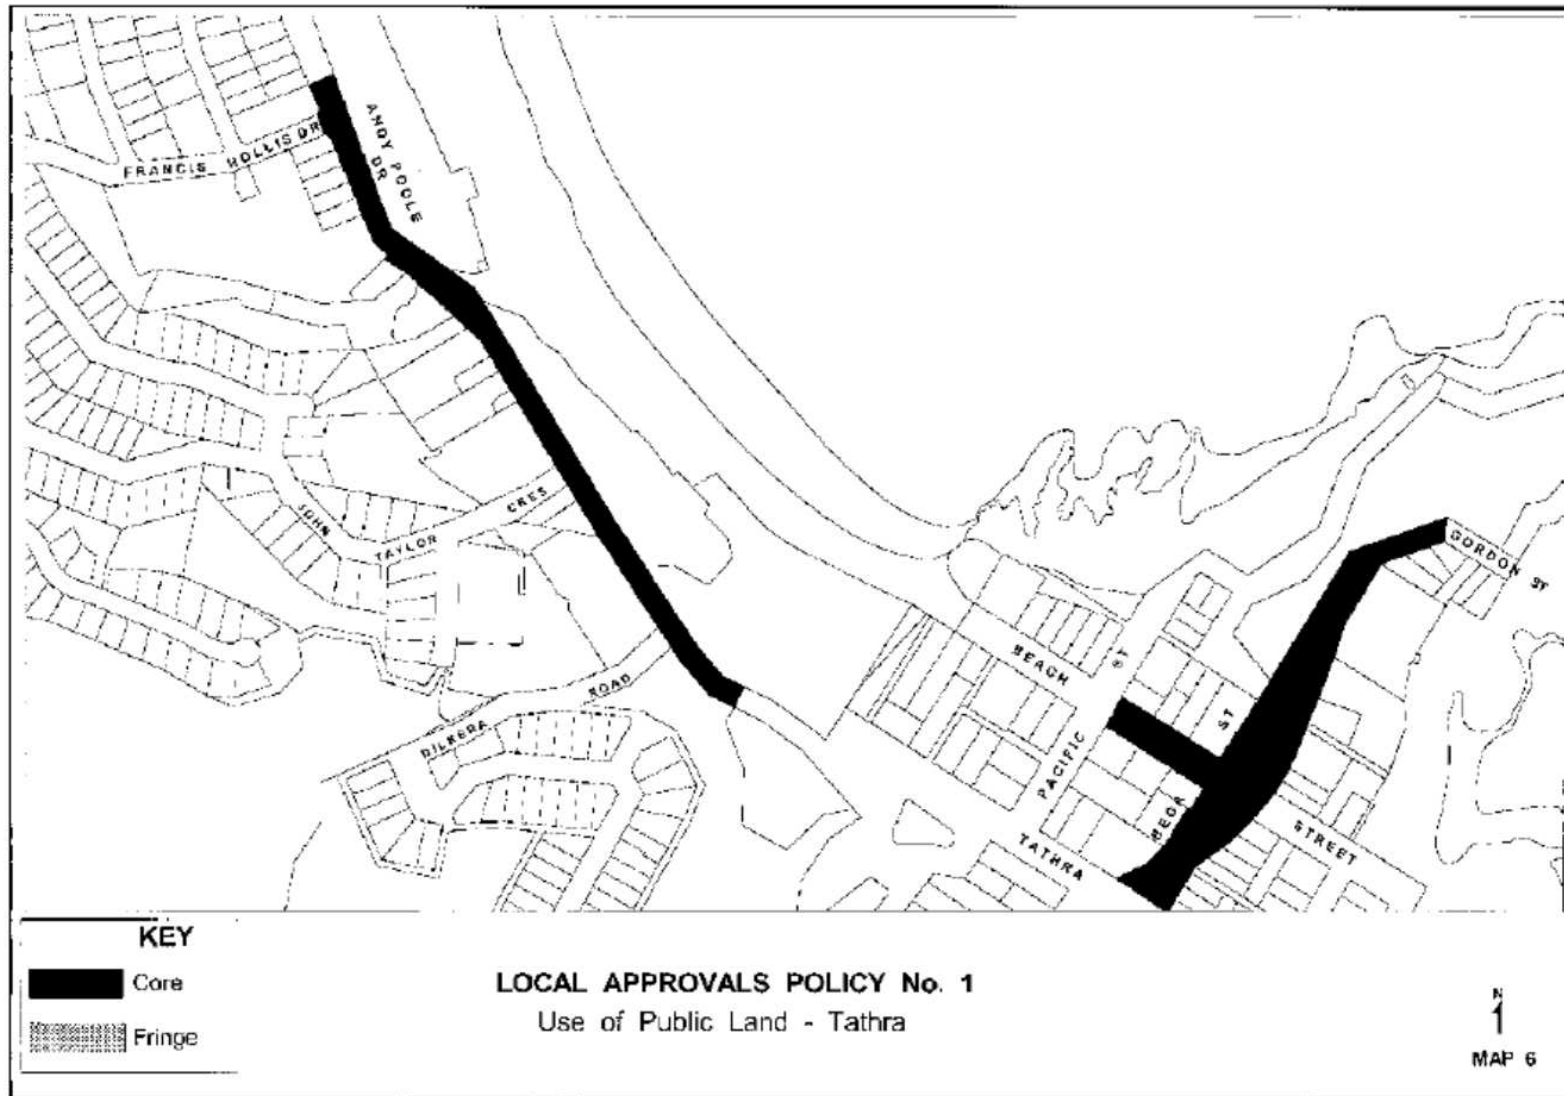 ANDY POOLE
DR
FRANCIS HOLLIS DR
JOHN TAYLOR CRES
DILKERA ROAD
BEACH
PACIFIC ST
BEGA ST
TATHRA STREET
GORDON ST
KEY
Core
Fringe
LOCAL APPROVALS POLICY No. 1
Use of Public Land - Tathra
N
MAP 6